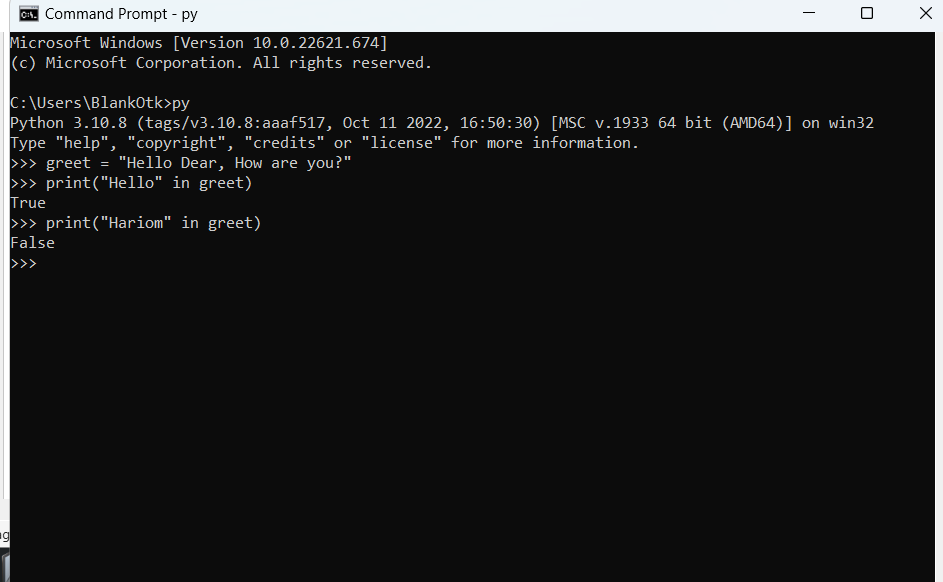 Command Prompt - py
Microsoft Windows [Version 10.0.22621.674]
(c) Microsoft Corporation. All rights reserved.
C:\Users\BlankOtk>py
Python 3.10.8 (tags/v3.10.8:aaaf517, Oct 11 2022, 16:50:30) [MSC v.1933 64 bit (AMD64)] on win32
Type "help", "copyright", "credits" or "license" for more information.
>>> greet = "Hello Dear, How are you?"
>>> print("Hello" in greet)
True
>>> print("Hariom" in greet)
False
>>>